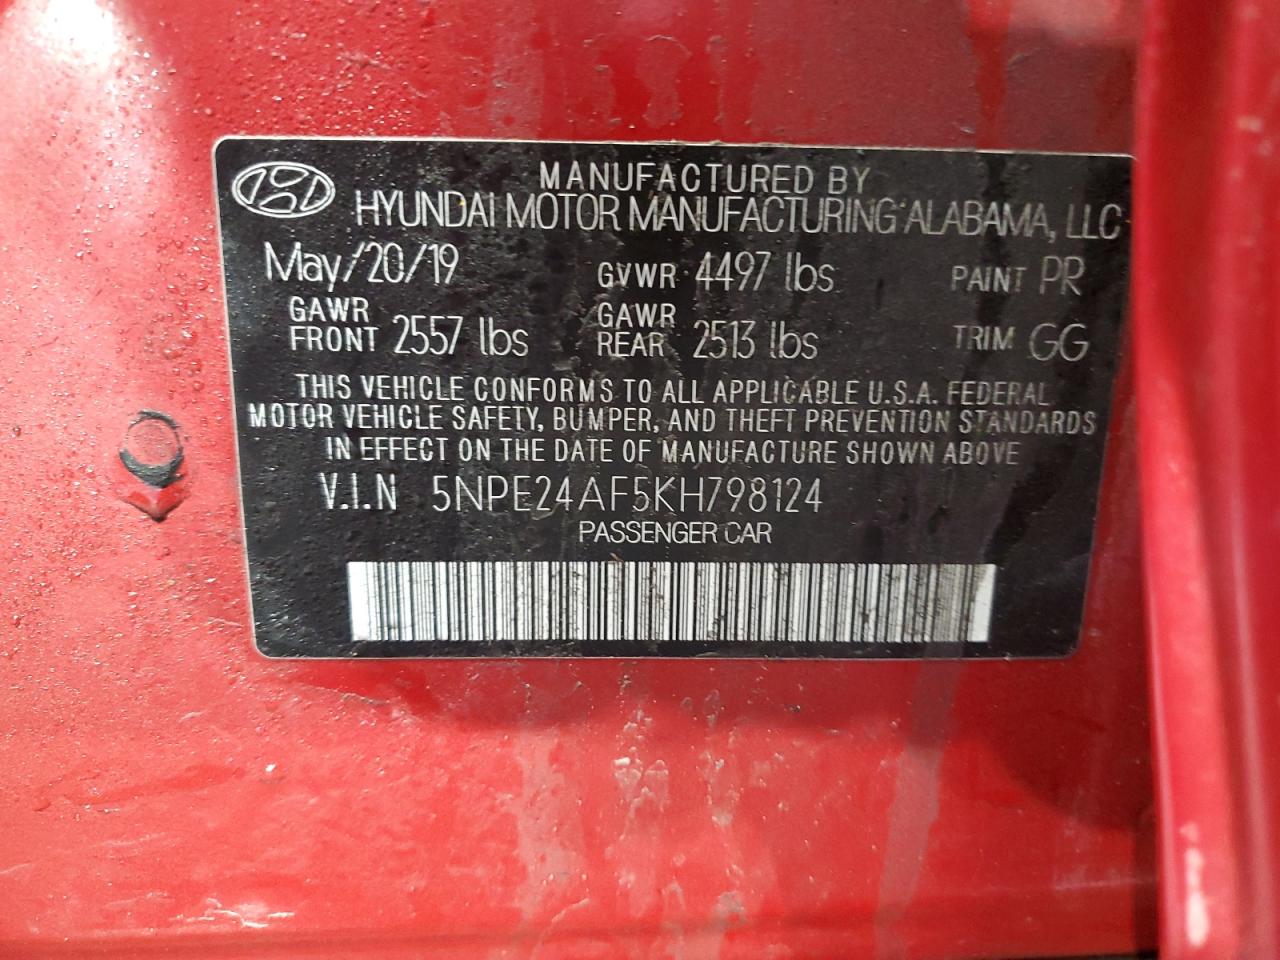 MANUFACTURED BY
HYUNDAI MOTOR MANUFACTURING ALABAMA, LLC
May/20/19 GVWR 4497 lbs PAINT PR
GAWR FRONT 2557 lbs GAWR REAR 2513 lbs TRIM GG
THIS VEHICLE CONFORMS TO ALL APPLICABLE U.S.A. FEDERAL
MOTOR VEHICLE SAFETY, BUMPER, AND THEFT PREVENTION STANDARDS
IN EFFECT ON THE DATE OF MANUFACTURE SHOWN ABOVE
V.I.N 5NPE24AF5KH798124
PASSENGER CAR